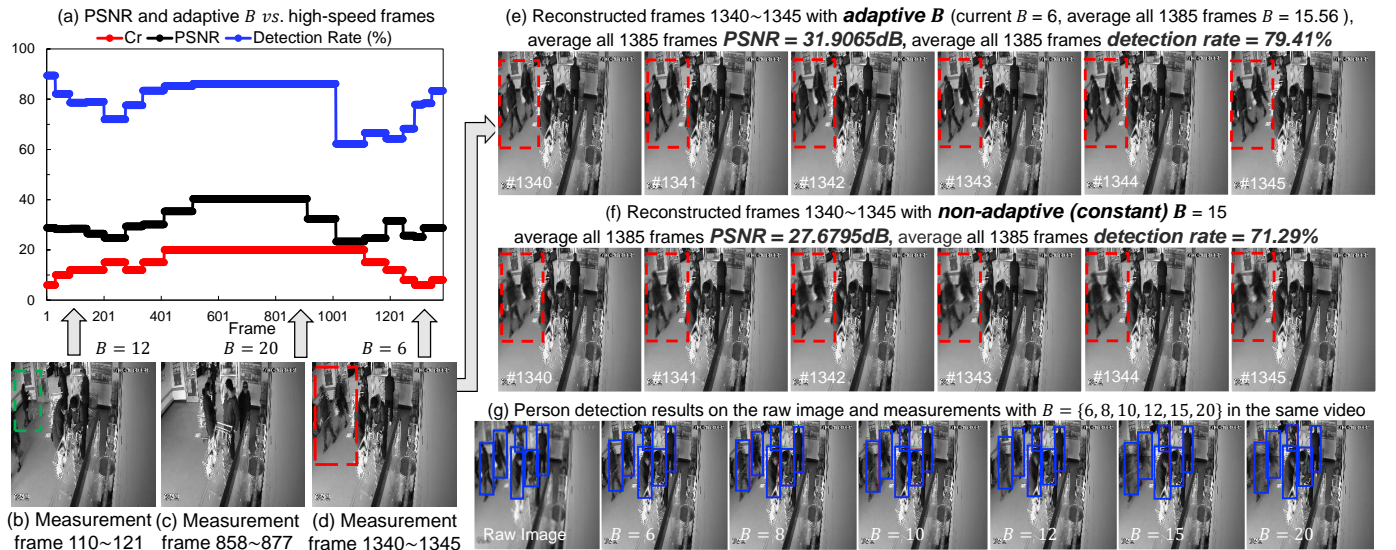 (a) PSNR and adaptive B vs. high-speed frames
Cr PSNR Detection Rate (%)
100
80
60
40
20
0
1 201 401 601 801 1001 1201
Frame
B = 12 B = 20 B = 6
(b) Measurement
frame 110~121
(c) Measurement
frame 858~877
(d) Measurement
frame 1340~1345
(e) Reconstructed frames 1340~1345 with adaptive B (current B = 6, average all 1385 frames B = 15.56 ),
average all 1385 frames PSNR = 31.9065dB, average all 1385 frames detection rate = 79.41%
#1340 #1341 #1342 #1343 #1344 #1345
(f) Reconstructed frames 1340~1345 with non-adaptive (constant) B = 15
average all 1385 frames PSNR = 27.6795dB, average all 1385 frames detection rate = 71.29%
#1340 #1341 #1342 #1343 #1344 #1345
(g) Person detection results on the raw image and measurements with B = {6, 8, 10, 12, 15, 20} in the same video
Raw Image B = 6 B = 8 B = 10 B = 12 B = 15 B = 20